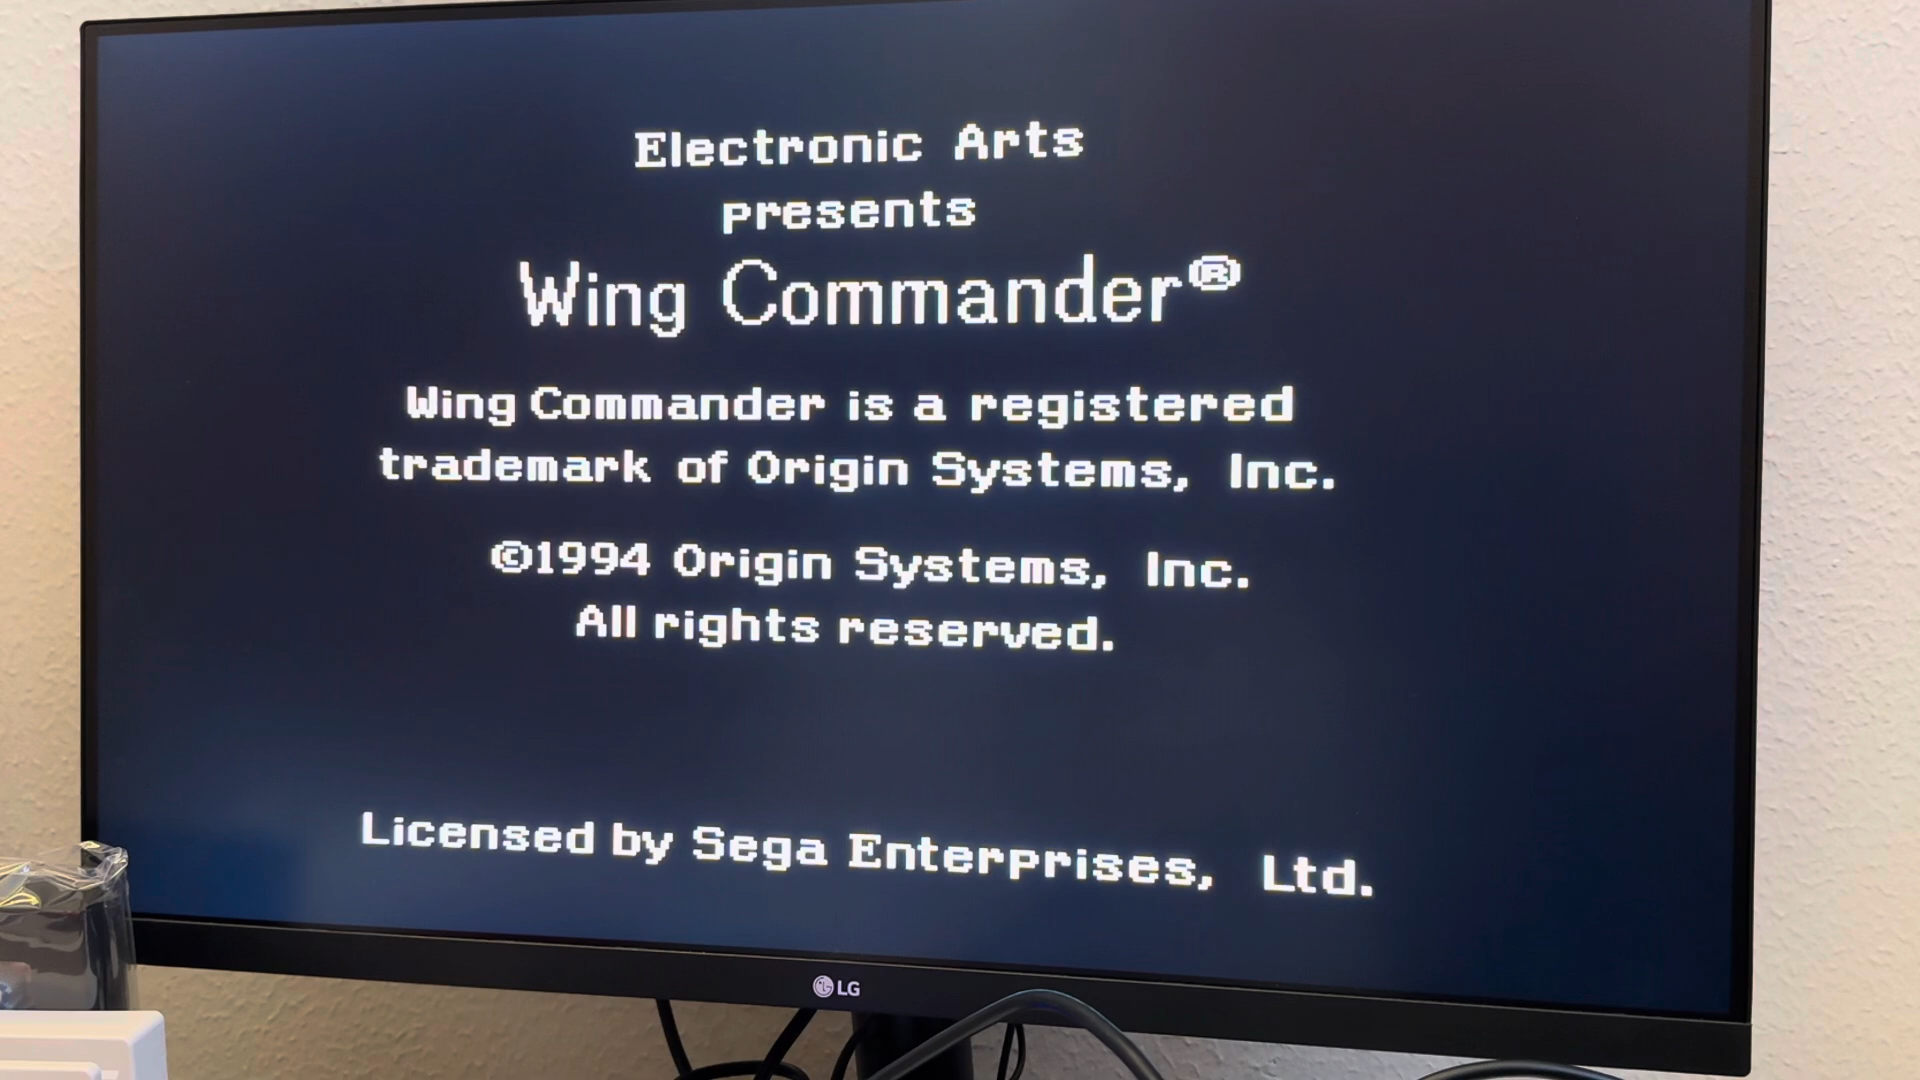 Electronic Arts
presents
Wing Commander®
Wing Commander is a registered
trademark of Origin Systems, Inc.
©1994 Origin Systems, Inc.
All rights reserved.
Licensed by Sega Enterprises, Ltd.
LG